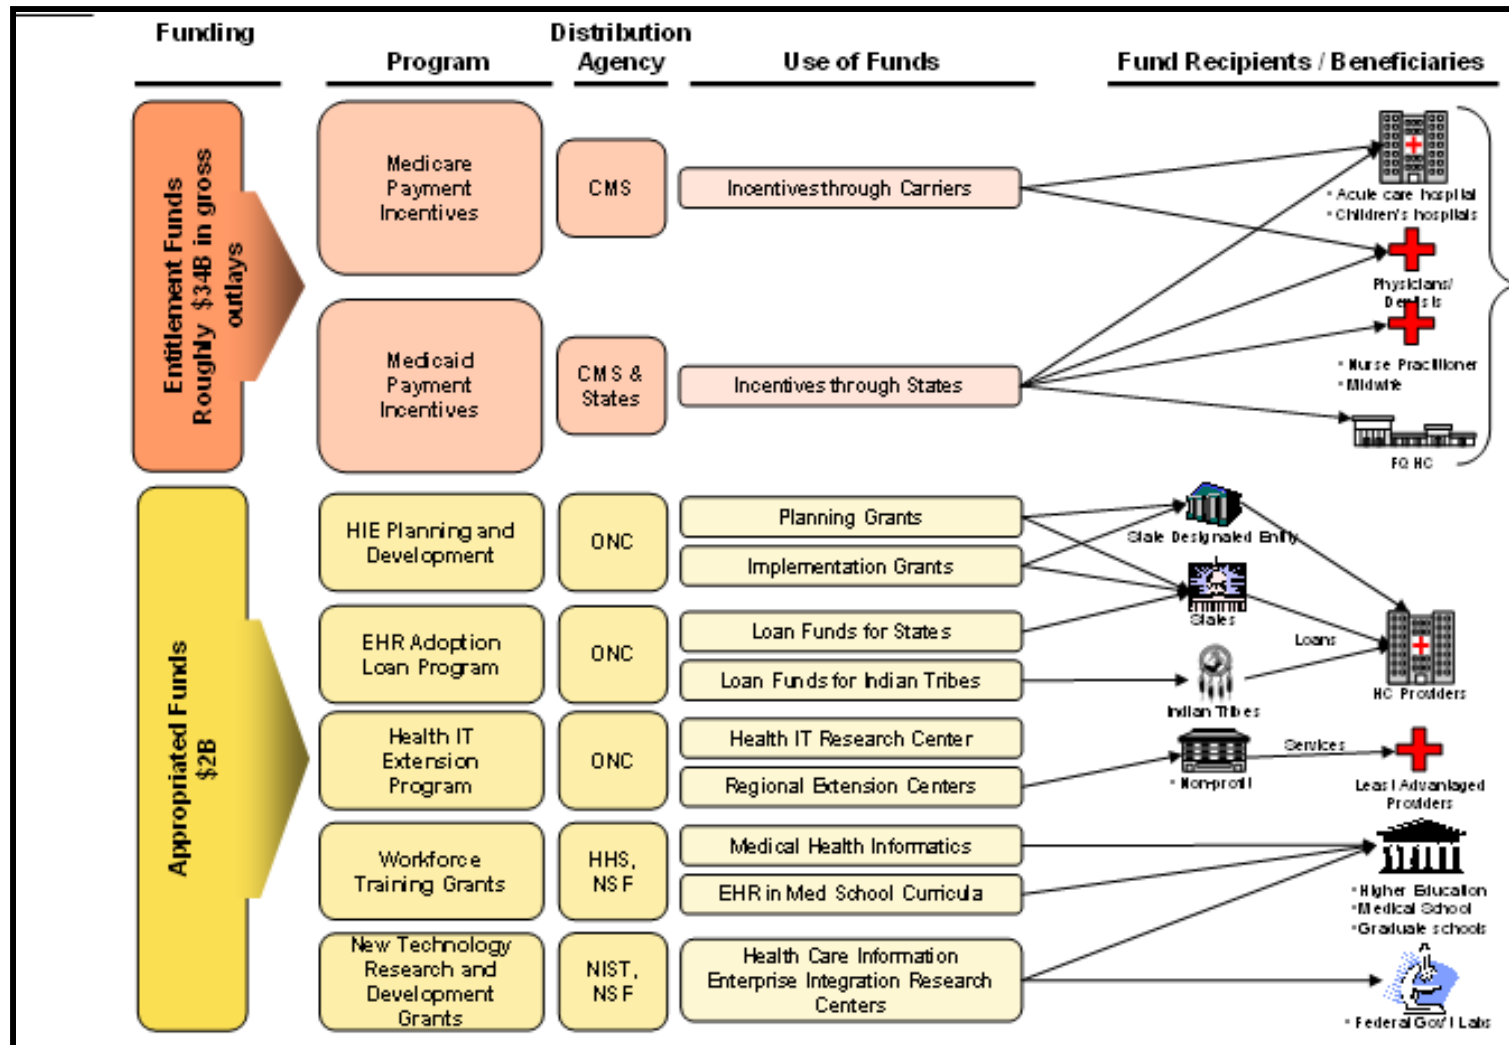 Funding
Program
Distribution
Agency
Use of Funds
Fund Recipients / Beneficiaries
Entitlement Funds
Roughly $34B in gross
outlays
Medicare
Payment
Incentives
CMS
Incentives through Carriers
Medicaid
Payment
Incentives
CMS &
States
Incentives through States
• Acute care hospital
• Children's hospitals
Physicians/
Dentists
• Nurse Practitioner
• Midwife
FQHC
Appropriated Funds
$2B
HIE Planning and
Development
ONC
Planning Grants
Implementation Grants
EHR Adoption
Loan Program
ONC
Loan Funds for States
Loan Funds for Indian Tribes
Health IT
Extension
Program
ONC
Health IT Research Center
Regional Extension Centers
Workforce
Training Grants
HHS,
NSF
Medical Health Informatics
EHR in Med School Curricula
New Technology
Research and
Development
Grants
NIST,
NSF
Health Care Information
Enterprise Integration Research
Centers
State Designated Entity
States
Loans
Indian Tribes
HC Providers
• Non-profit
Services
Least Advantaged
Providers
• Higher Education
• Medical School
• Graduate schools
• Federal Gov't Labs